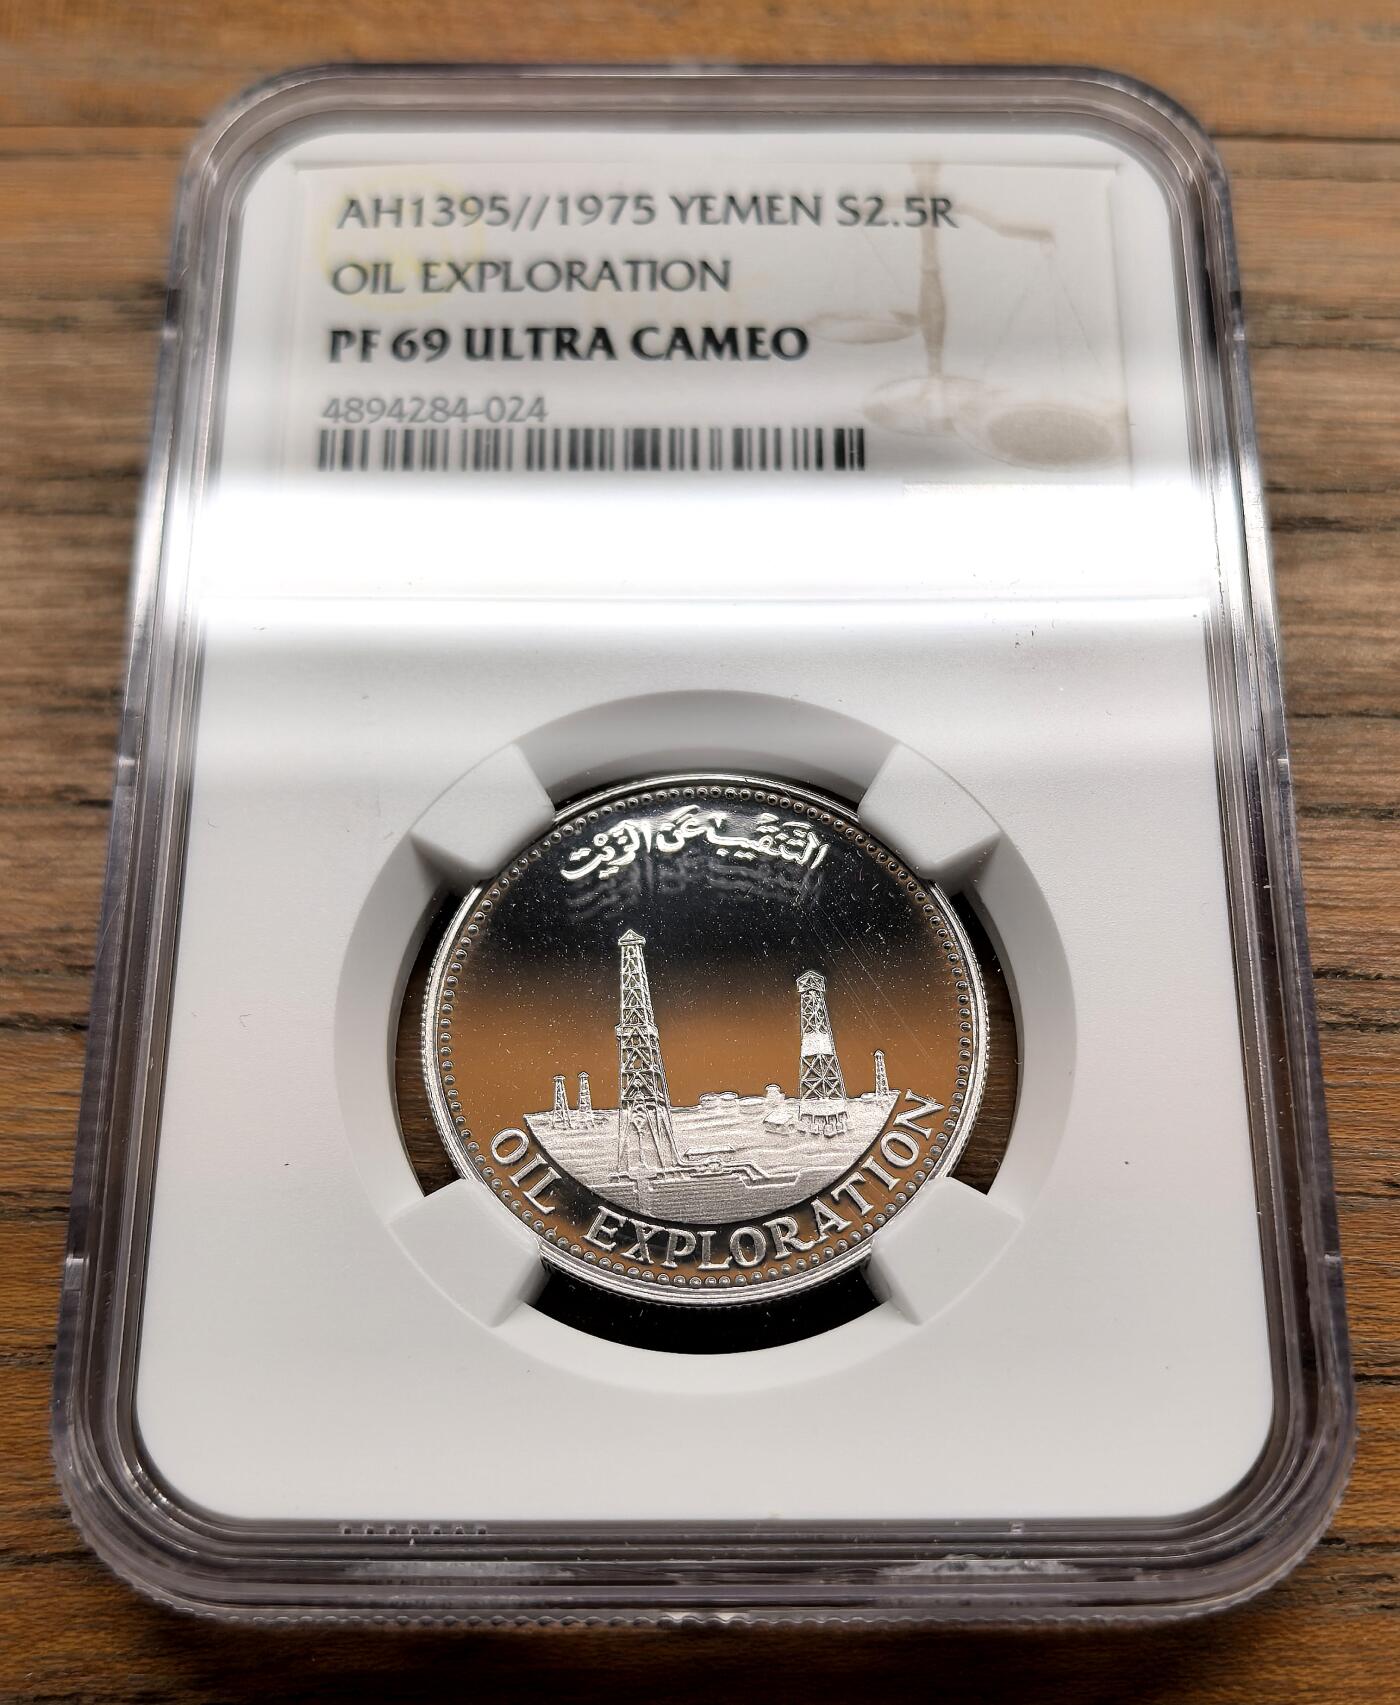 AH1395//1975 YEMEN S2.5R
OIL EXPLORATION
PF 69 ULTRA CAMEO
4894284-024
التنقيب عن الزيت
OIL EXPLORATION